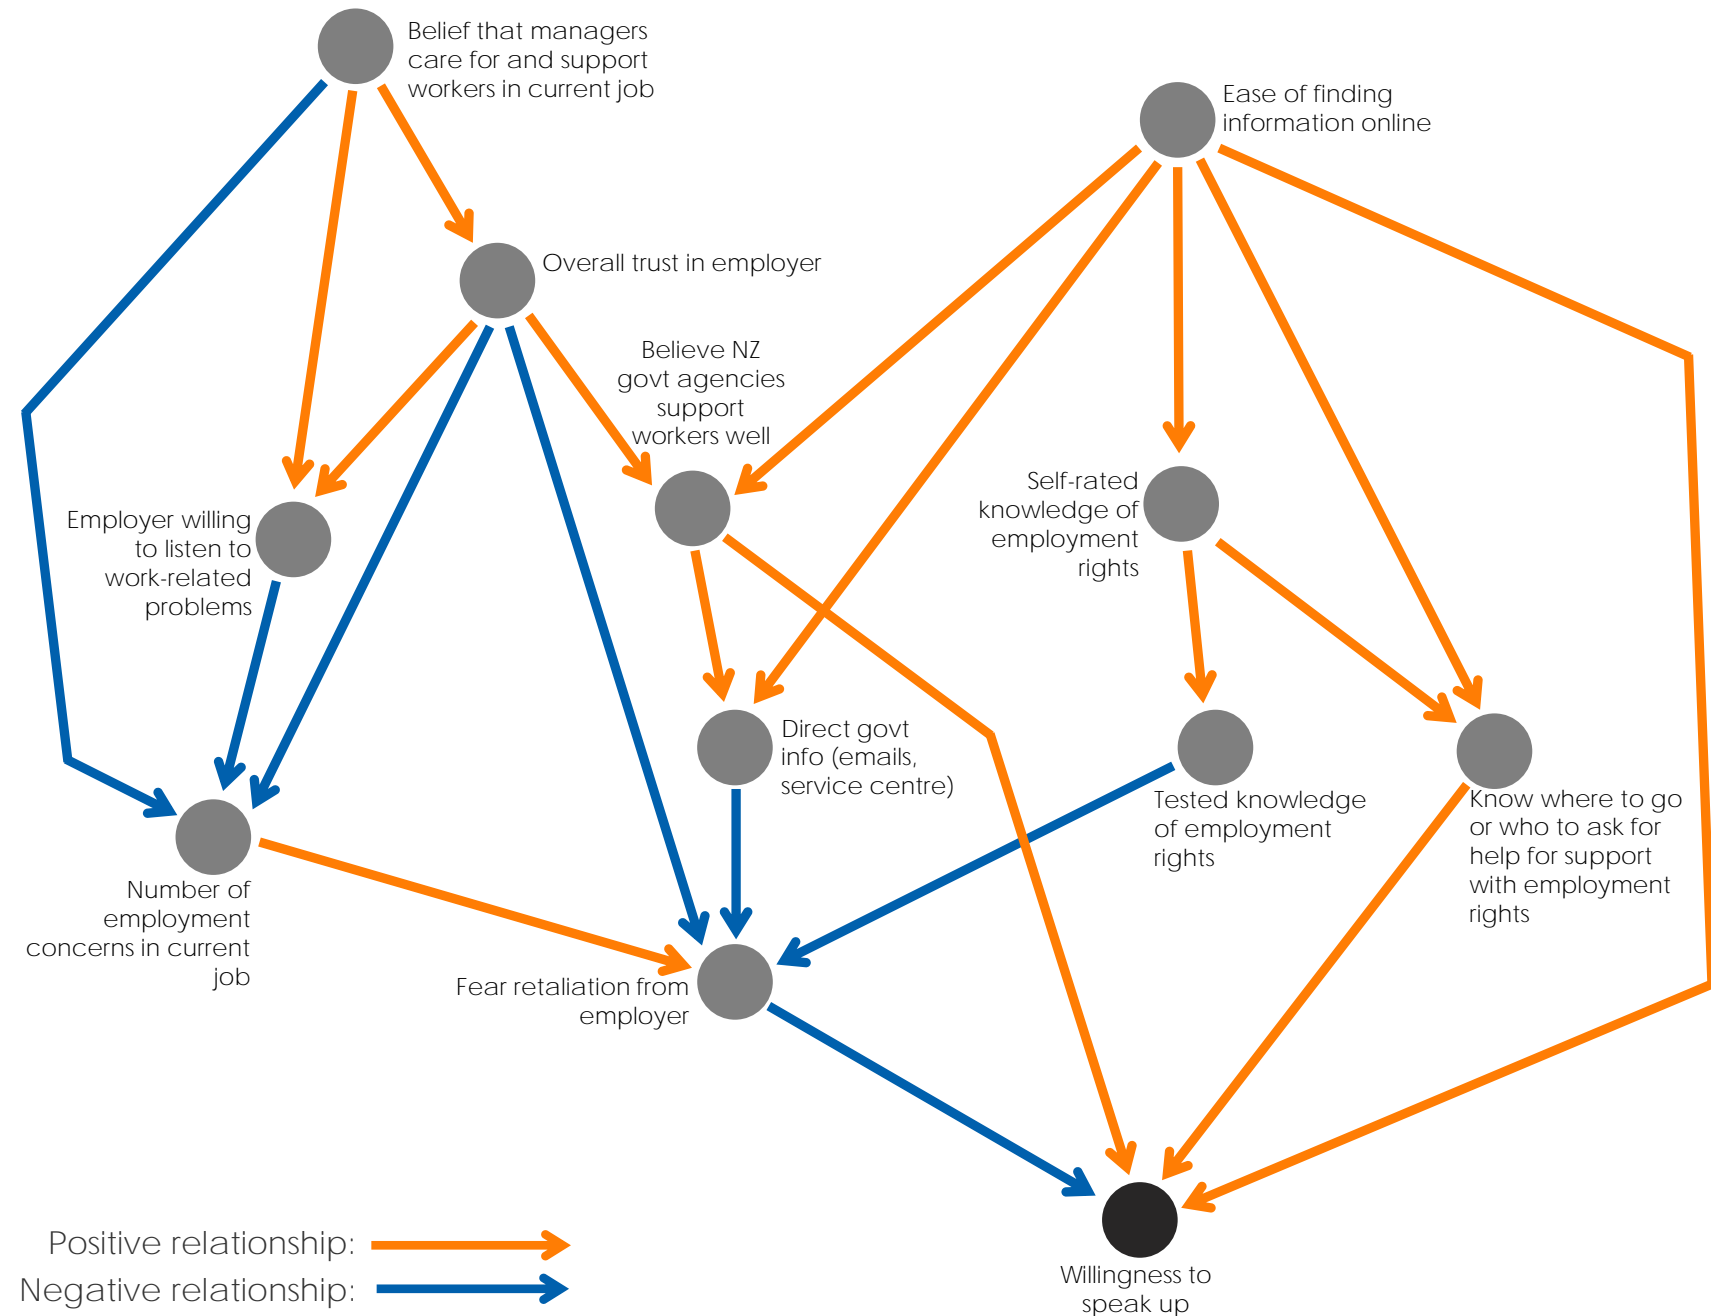 Belief that managers
care for and support
workers in current job
Ease of finding
information online
Overall trust in employer
Believe NZ
govt agencies
support
workers well
Self-rated
knowledge of
employment
rights
Employer willing
to listen to
work-related
problems
Direct govt
info (emails,
service centre)
Tested knowledge
of employment
rights
Know where to go
or who to ask for
help for support
with employment
rights
Number of
employment
concerns in current
job
Fear retaliation from
employer
Willingness to
speak up
Positive relationship:
Negative relationship: